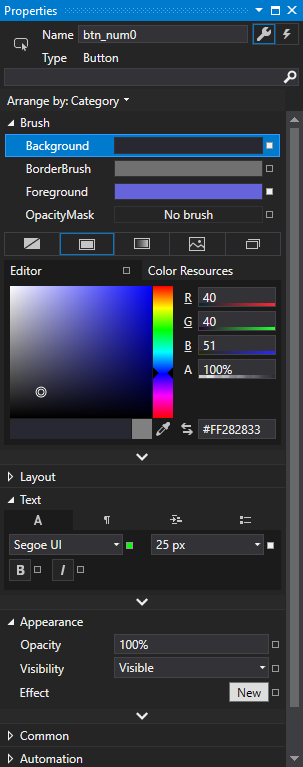 Properties
Name btn_num0
Type Button
Arrange by: Category
Brush
Background
BorderBrush
Foreground
OpacityMask No brush
Editor Color Resources
R 40
G 40
B 51
A 100%
#FF282833
Layout
Text
A ¶
Segoe UI 25 px
B I
Appearance
Opacity 100%
Visibility Visible
Effect New
Common
Automation